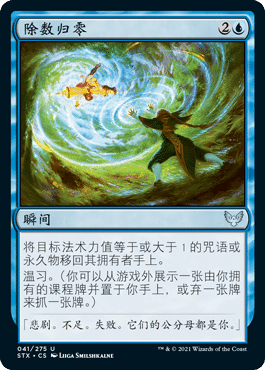 除数归零 2
瞬间
将目标法术力值等于或大于 1 的咒语或
永久物移回其拥有者手上。
温习。（你可以从游戏外展示一张由你拥
有的课程牌并置于你手上，或弃一张牌
来抓一张牌。）
「悲剧。不足。失败。它们的公分母都是你。」
041/275 U
STX • CS LIIGA SMILSHKALNE
™ & © 2021 Wizards of the Coast